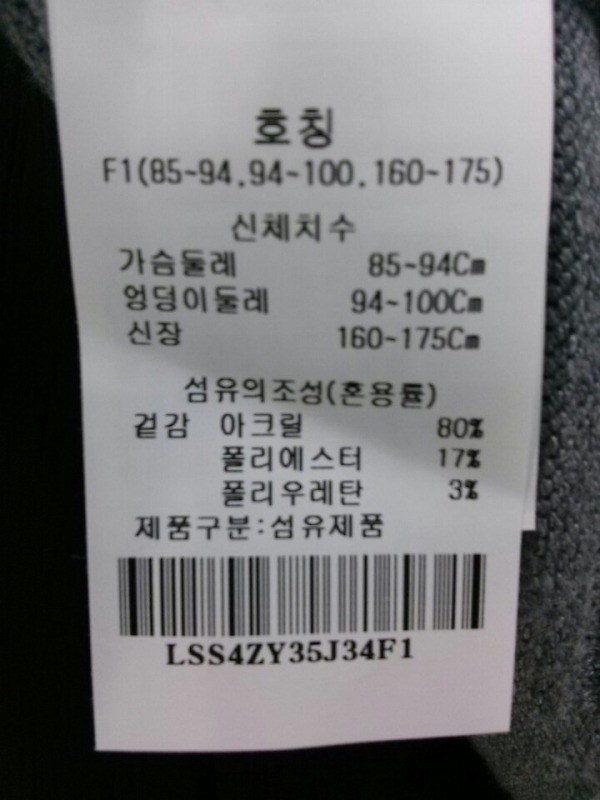 호칭
F1(85~94.94~100.160~175)
신체치수
가슴둘레 85~94Cm
엉덩이둘레 94~100Cm
신장 160~175Cm
섬유의조성(혼용률)
겉감 아크릴 80%
폴리에스터 17%
폴리우레탄 3%
제품구분:섬유제품
LSS4ZY35J34F1